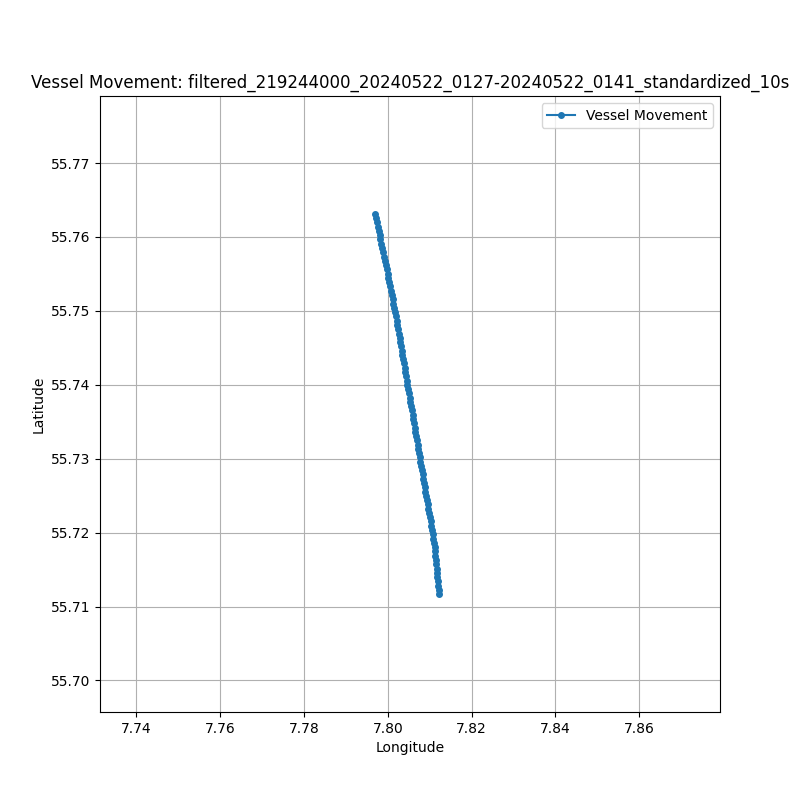 Vessel Movement: filtered_219244000_20240522_0127-20240522_0141_standardized_10s
Vessel Movement
55.77
55.76
55.75
55.74
55.73
55.72
55.71
55.70
Latitude
7.74 7.76 7.78 7.80 7.82 7.84 7.86
Longitude